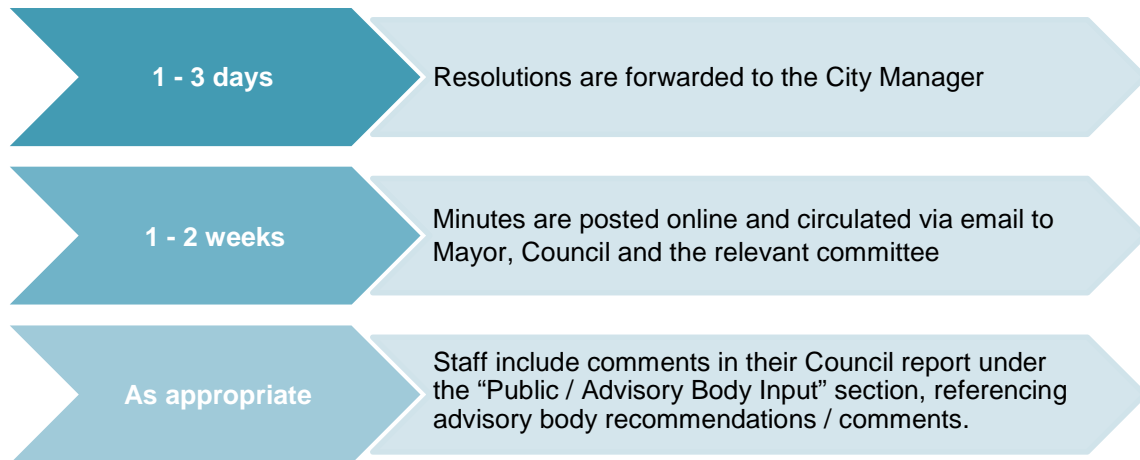 1 - 3 days
Resolutions are forwarded to the City Manager
1 - 2 weeks
Minutes are posted online and circulated via email to
Mayor, Council and the relevant committee
As appropriate
Staff include comments in their Council report under
the “Public / Advisory Body Input” section, referencing
advisory body recommendations / comments.